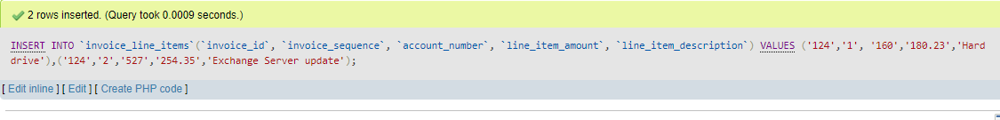 2 rows inserted. (Query took 0.0009 seconds.)
INSERT INTO `invoice_line_items`(`invoice_id`, `invoice_sequence`, `account_number`, `line_item_amount`, `line_item_description`) VALUES ('124','1', '160','180.23','Hard
drive'),('124','2','527','254.35','Exchange Server update');
[ Edit inline ] [ Edit ] [ Create PHP code ]